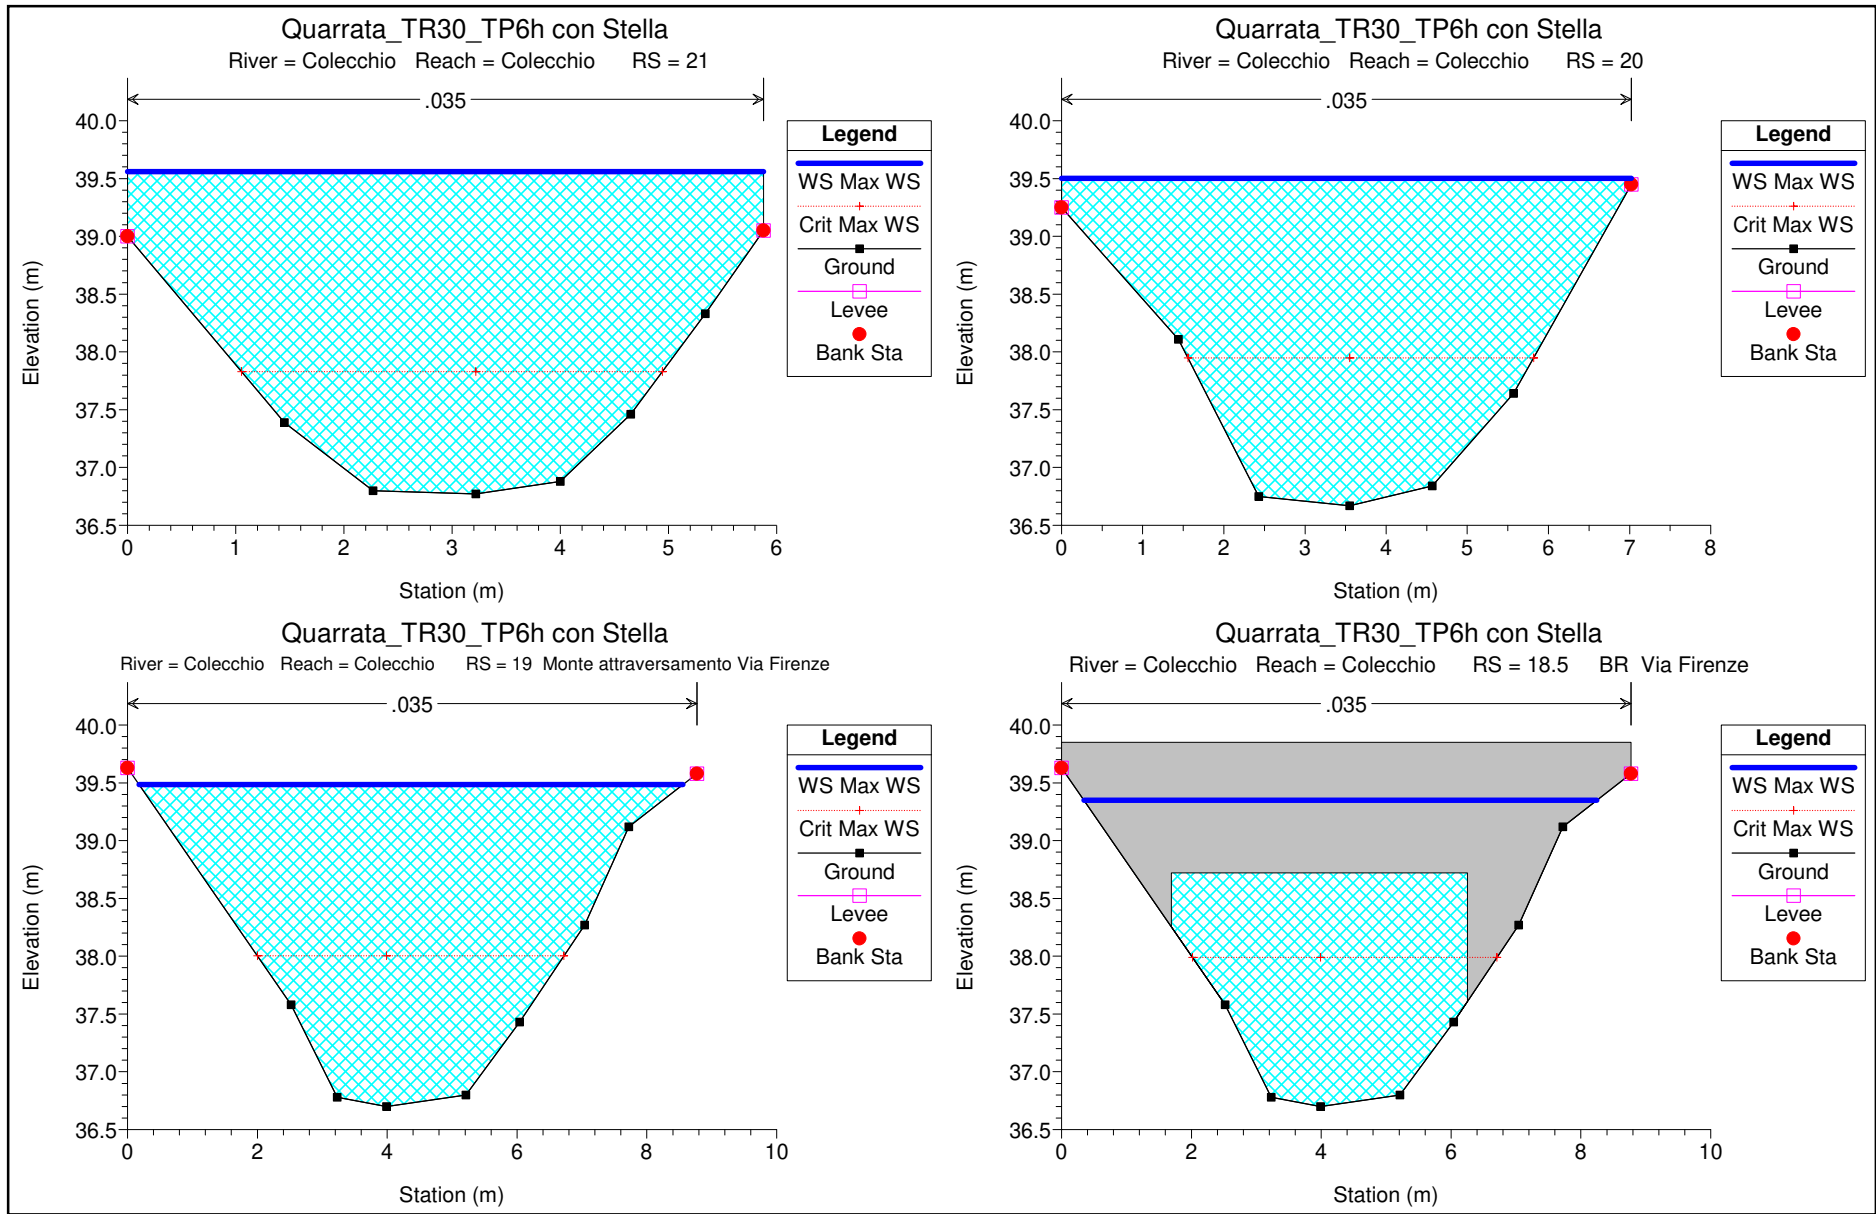 Quarrata_TR30_TP6h con Stella
River = Colecchio Reach = Colecchio RS = 21
.035
40.0
39.5
39.0
38.5
38.0
37.5
37.0
36.5
0 1 2 3 4 5 6
Station (m)
Elevation (m)
Legend
WS Max WS
Crit Max WS
Ground
Levee
Bank Sta
Quarrata_TR30_TP6h con Stella
River = Colecchio Reach = Colecchio RS = 20
.035
40.0
39.5
39.0
38.5
38.0
37.5
37.0
36.5
0 1 2 3 4 5 6 7 8
Station (m)
Elevation (m)
Legend
WS Max WS
Crit Max WS
Ground
Levee
Bank Sta
Quarrata_TR30_TP6h con Stella
River = Colecchio Reach = Colecchio RS = 19 Monte attraversamento Via Firenze
.035
40.0
39.5
39.0
38.5
38.0
37.5
37.0
36.5
0 2 4 6 8 10
Station (m)
Elevation (m)
Legend
WS Max WS
Crit Max WS
Ground
Levee
Bank Sta
Quarrata_TR30_TP6h con Stella
River = Colecchio Reach = Colecchio RS = 18.5 BR Via Firenze
.035
40.0
39.5
39.0
38.5
38.0
37.5
37.0
36.5
0 2 4 6 8 10
Station (m)
Elevation (m)
Legend
WS Max WS
Crit Max WS
Ground
Levee
Bank Sta